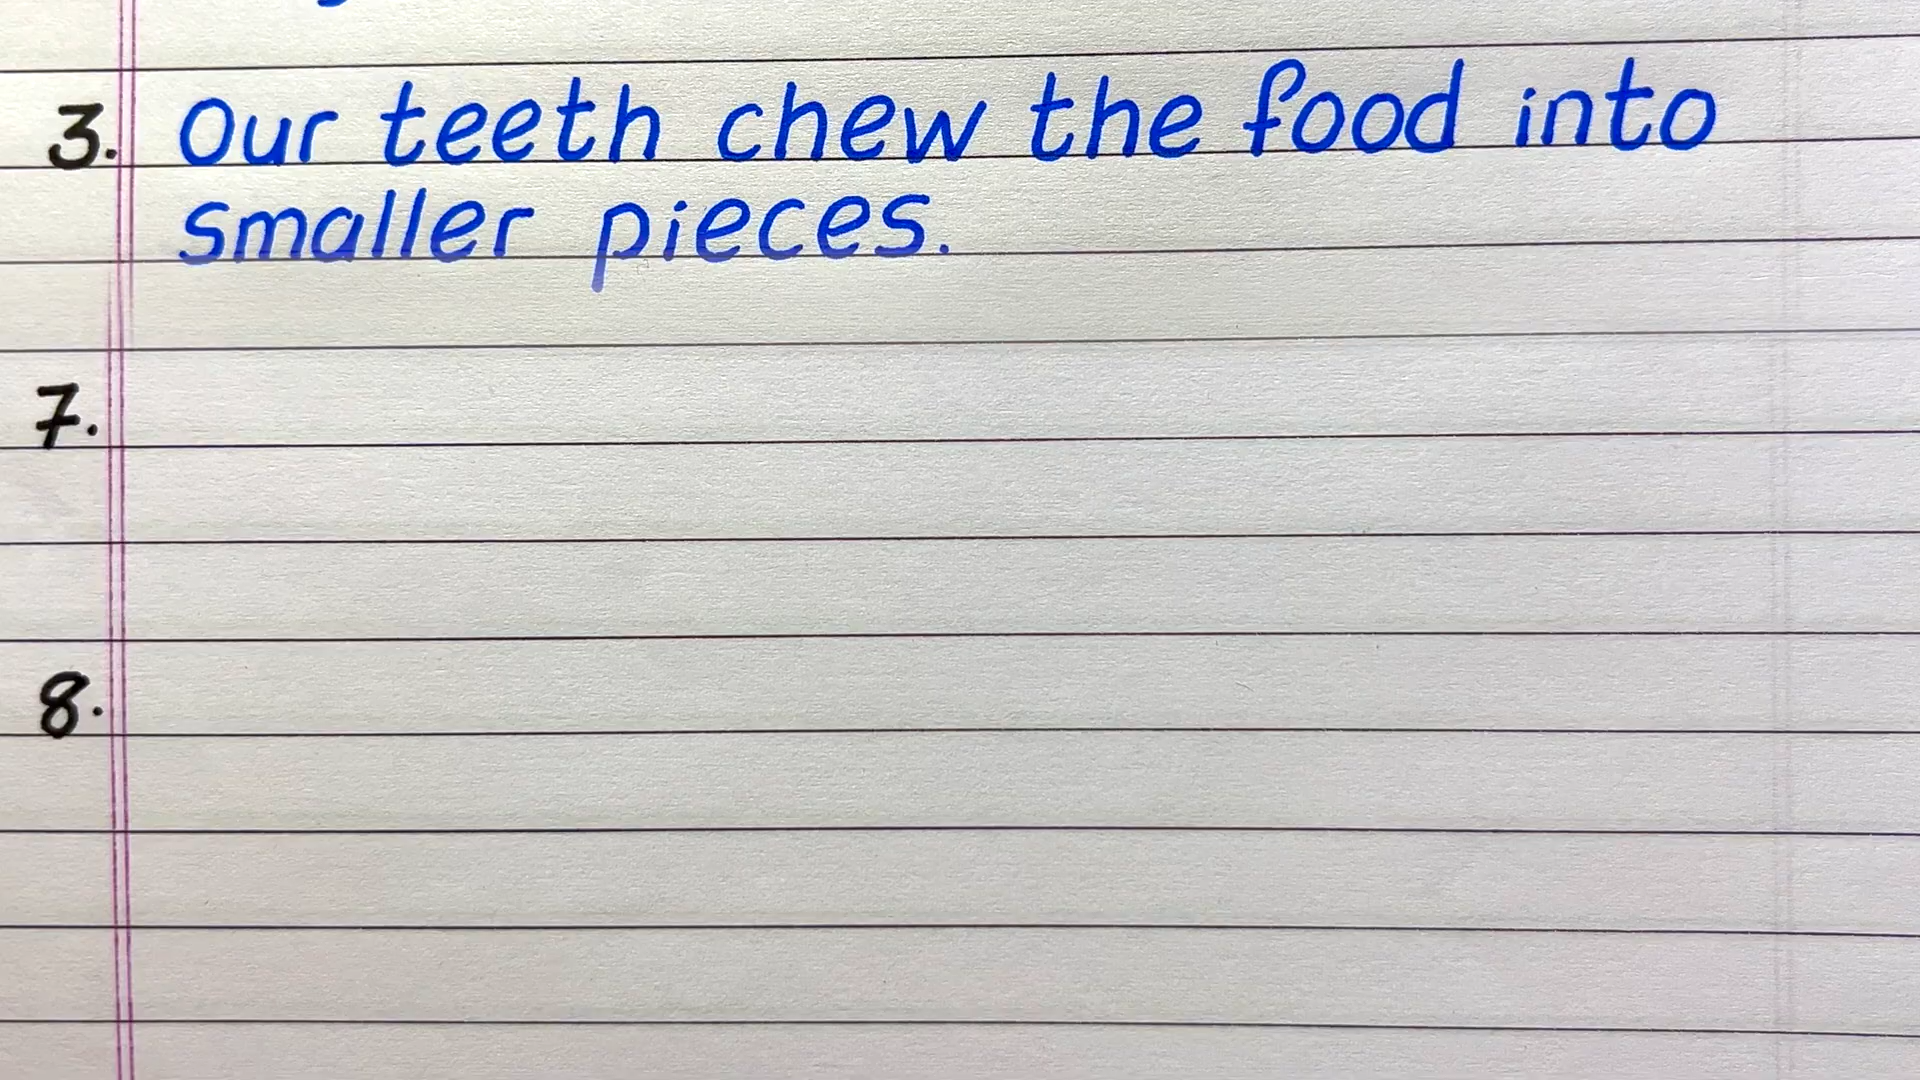 3. Our teeth chew the food into
smaller pieces.
7.
8.